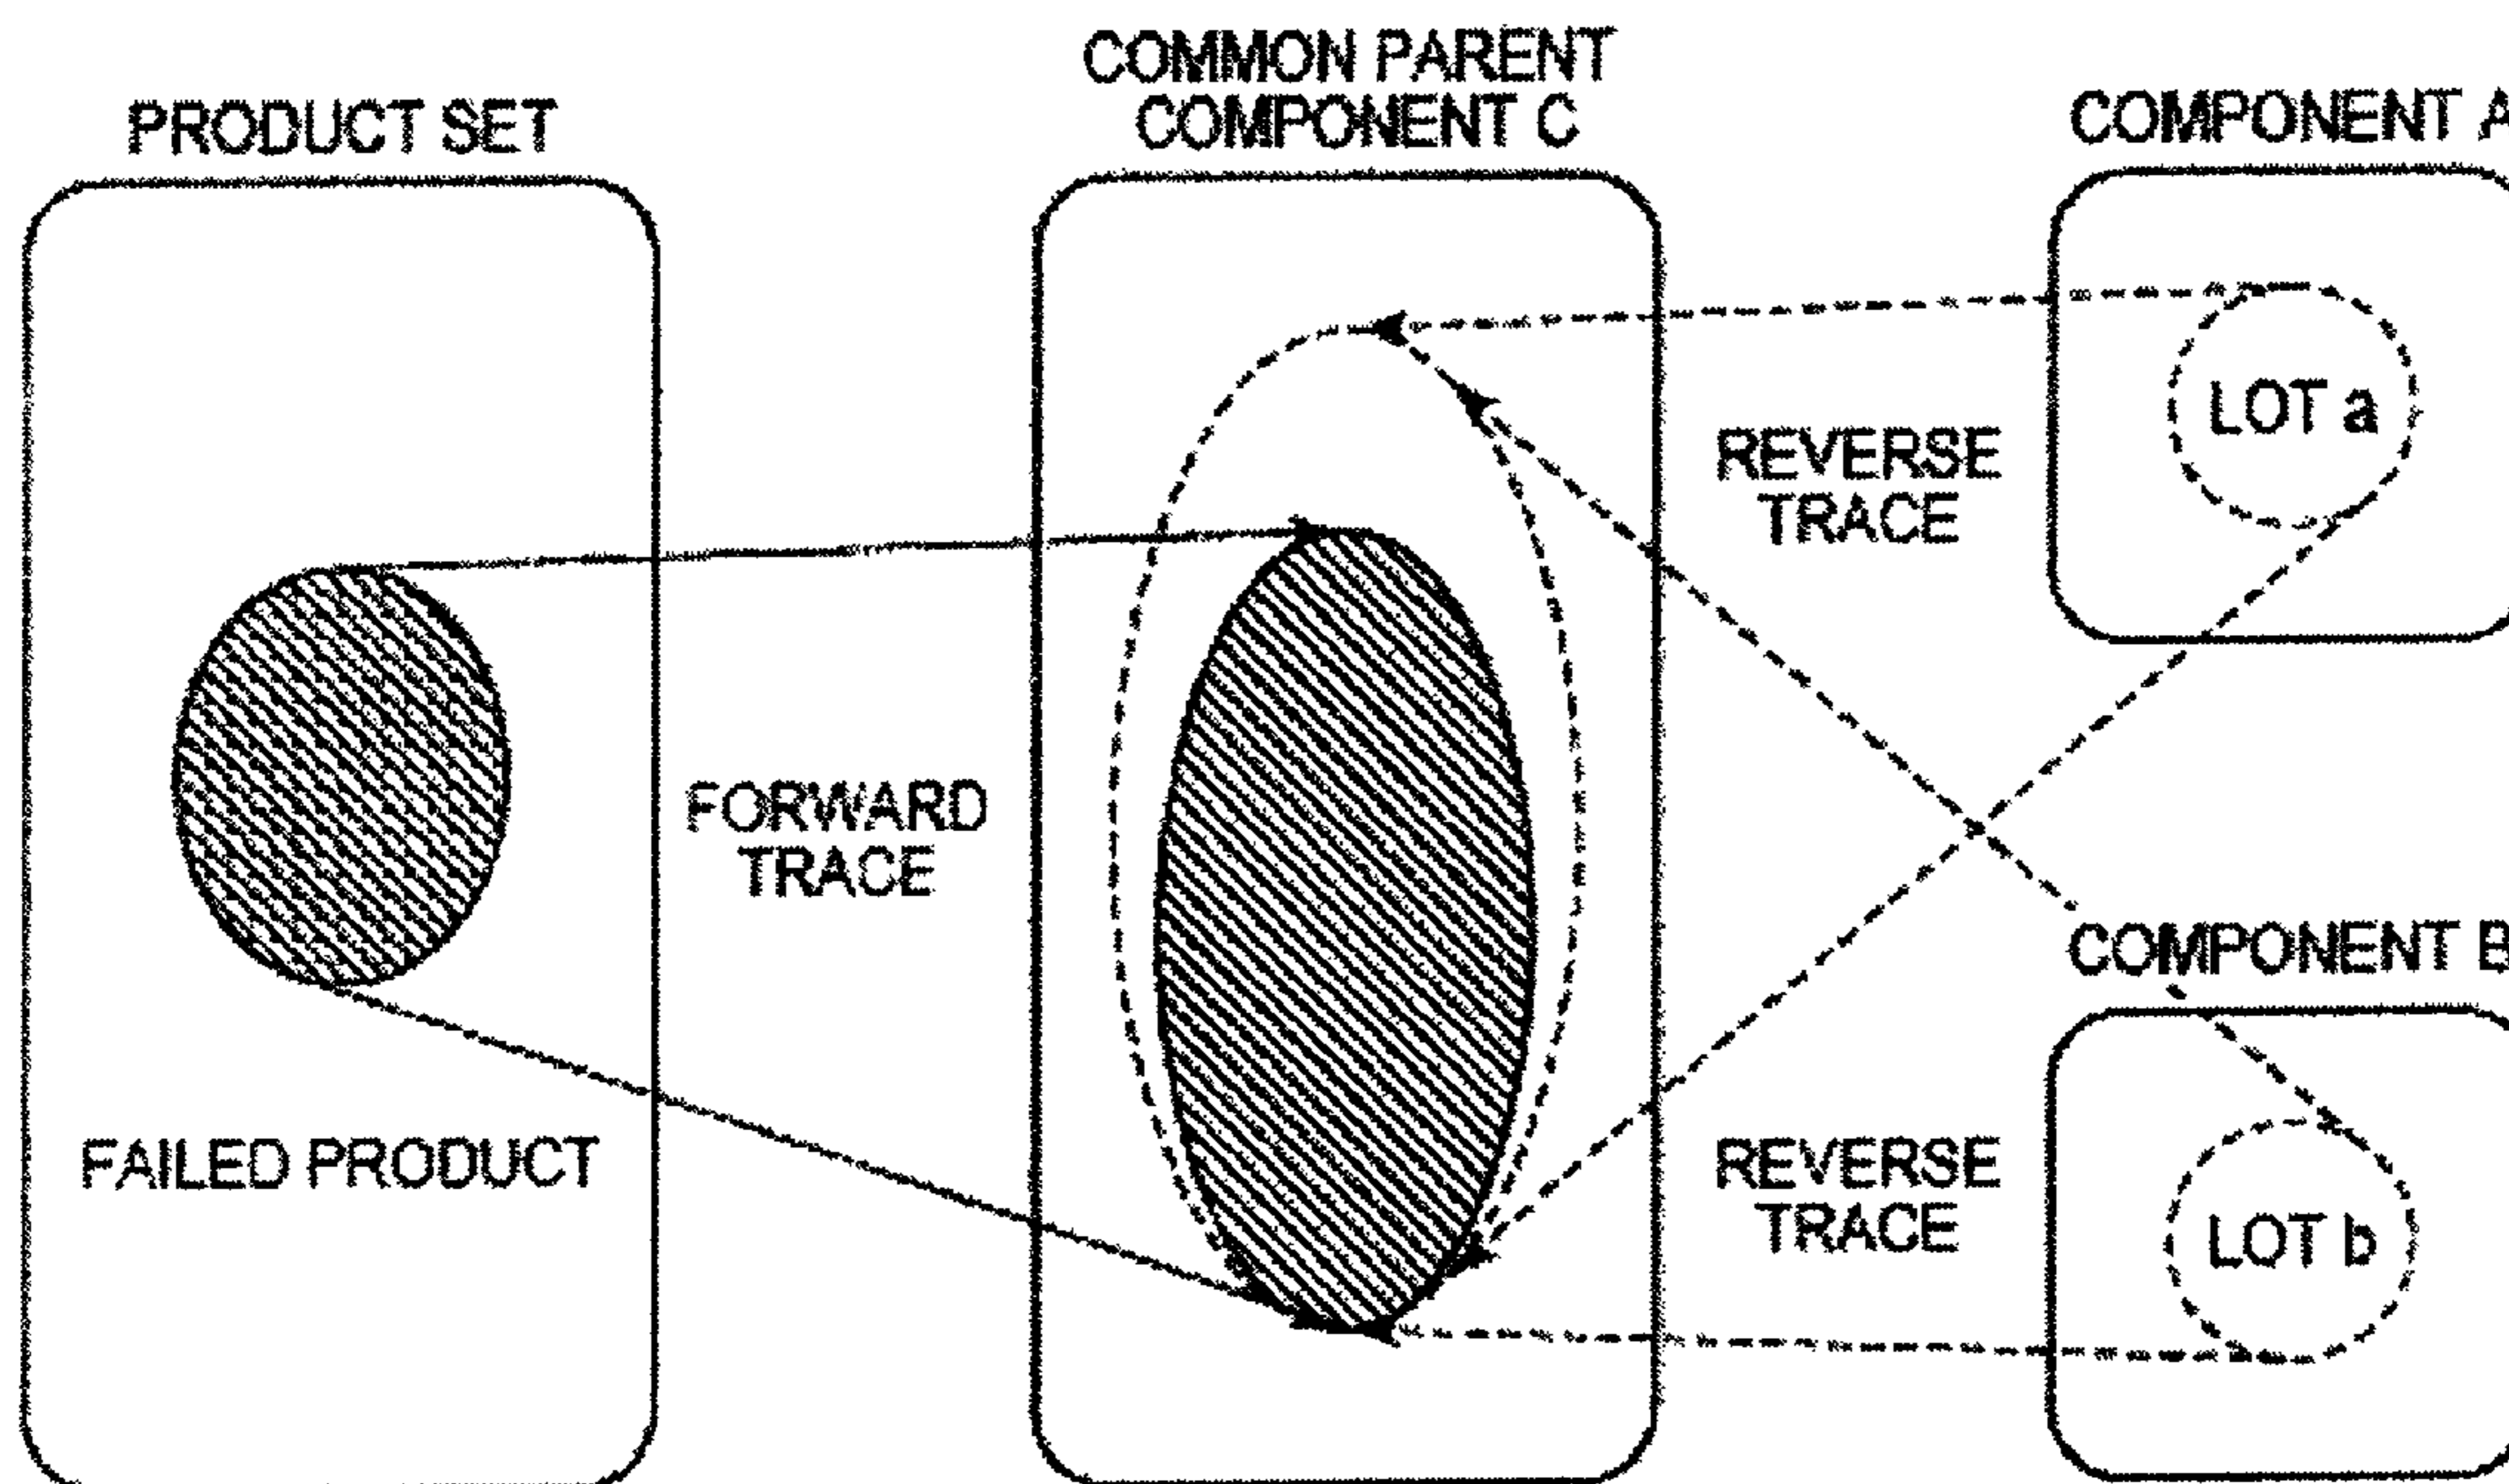 PRODUCT SET
COMMON PARENT
COMPONENT C
COMPONENT A
LOT a
REVERSE
TRACE
FORWARD
TRACE
COMPONENT B
FAILED PRODUCT
REVERSE
TRACE
LOT b